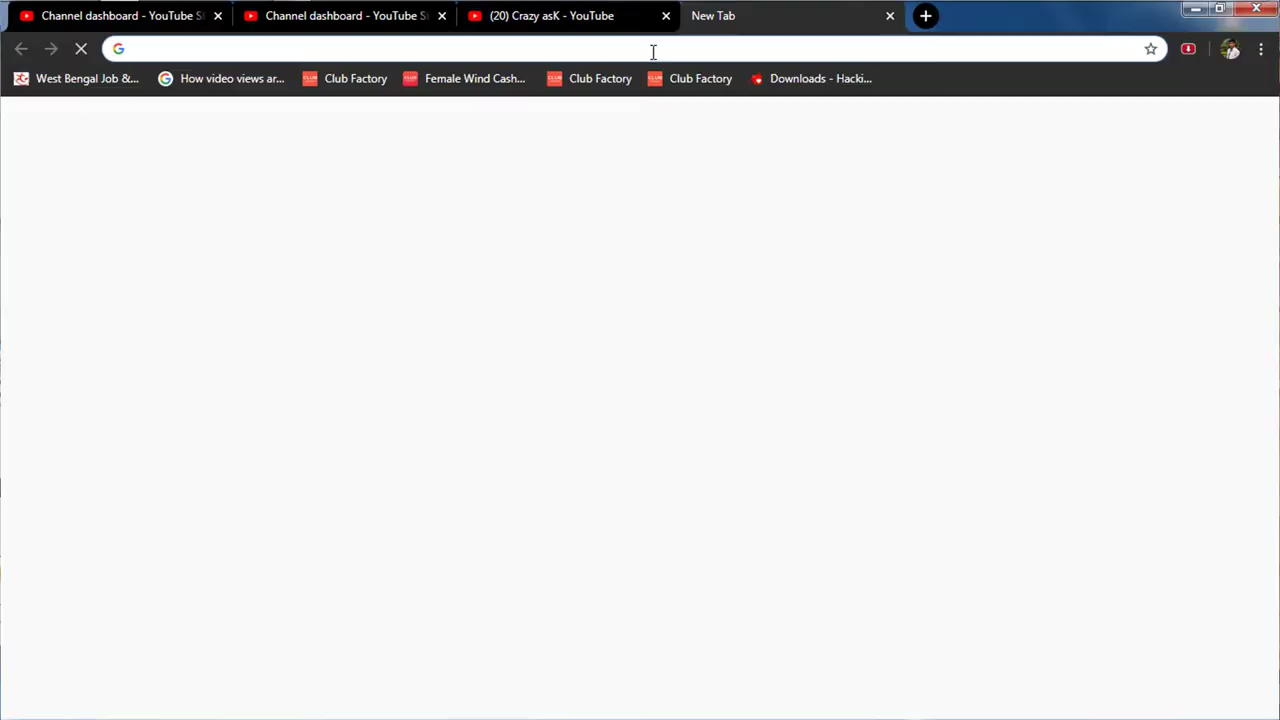 Channel dashboard - YouTube S
Channel dashboard - YouTube S
(20) Crazy asK - YouTube
New Tab
West Bengal Job &...
How video views ar...
Club Factory
Female Wind Cash...
Club Factory
Club Factory
Downloads - Hacki...